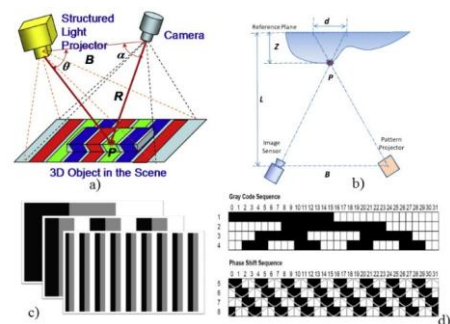 Structured
Light
Projector
Camera
B
α
θ
R
P
3D Object in the Scene
a)
Reference Plane
d
Z
P
L
Image
Sensor
Pattern
Projector
B
b)
c)
Gray Code Sequence
0 1 2 3 4 5 6 7 8 9 10 11 12 13 14 15 16 17 18 19 20 21 22 23 24 25 26 27 28 29 30 31
1
2
3
4
Phase Shift Sequence
0 1 2 3 4 5 6 7 8 9 10 11 12 13 14 15 16 17 18 19 20 21 22 23 24 25 26 27 28 29 30 31
5
6
7
8
d)